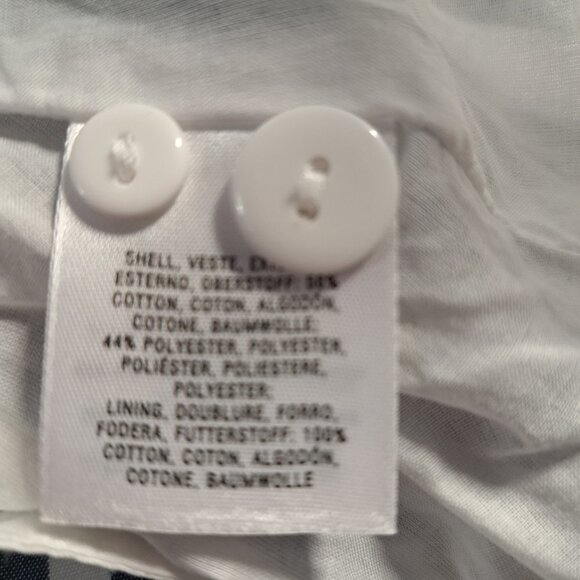 SHELL, VESTE,
ESTERNO, OBERSTOFF: 56%
COTTON, COTON, ALGODÓN,
COTONE, BAUMWOLLE;
44% POLYESTER, POLYESTER,
POLIÉSTER, POLIESTERE,
POLYESTER;
LINING, DOUBLURE, FORRO,
FODERA, FUTTERSTOFF: 100%
COTTON, COTON, ALGODÓN,
COTONE, BAUMWOLLE